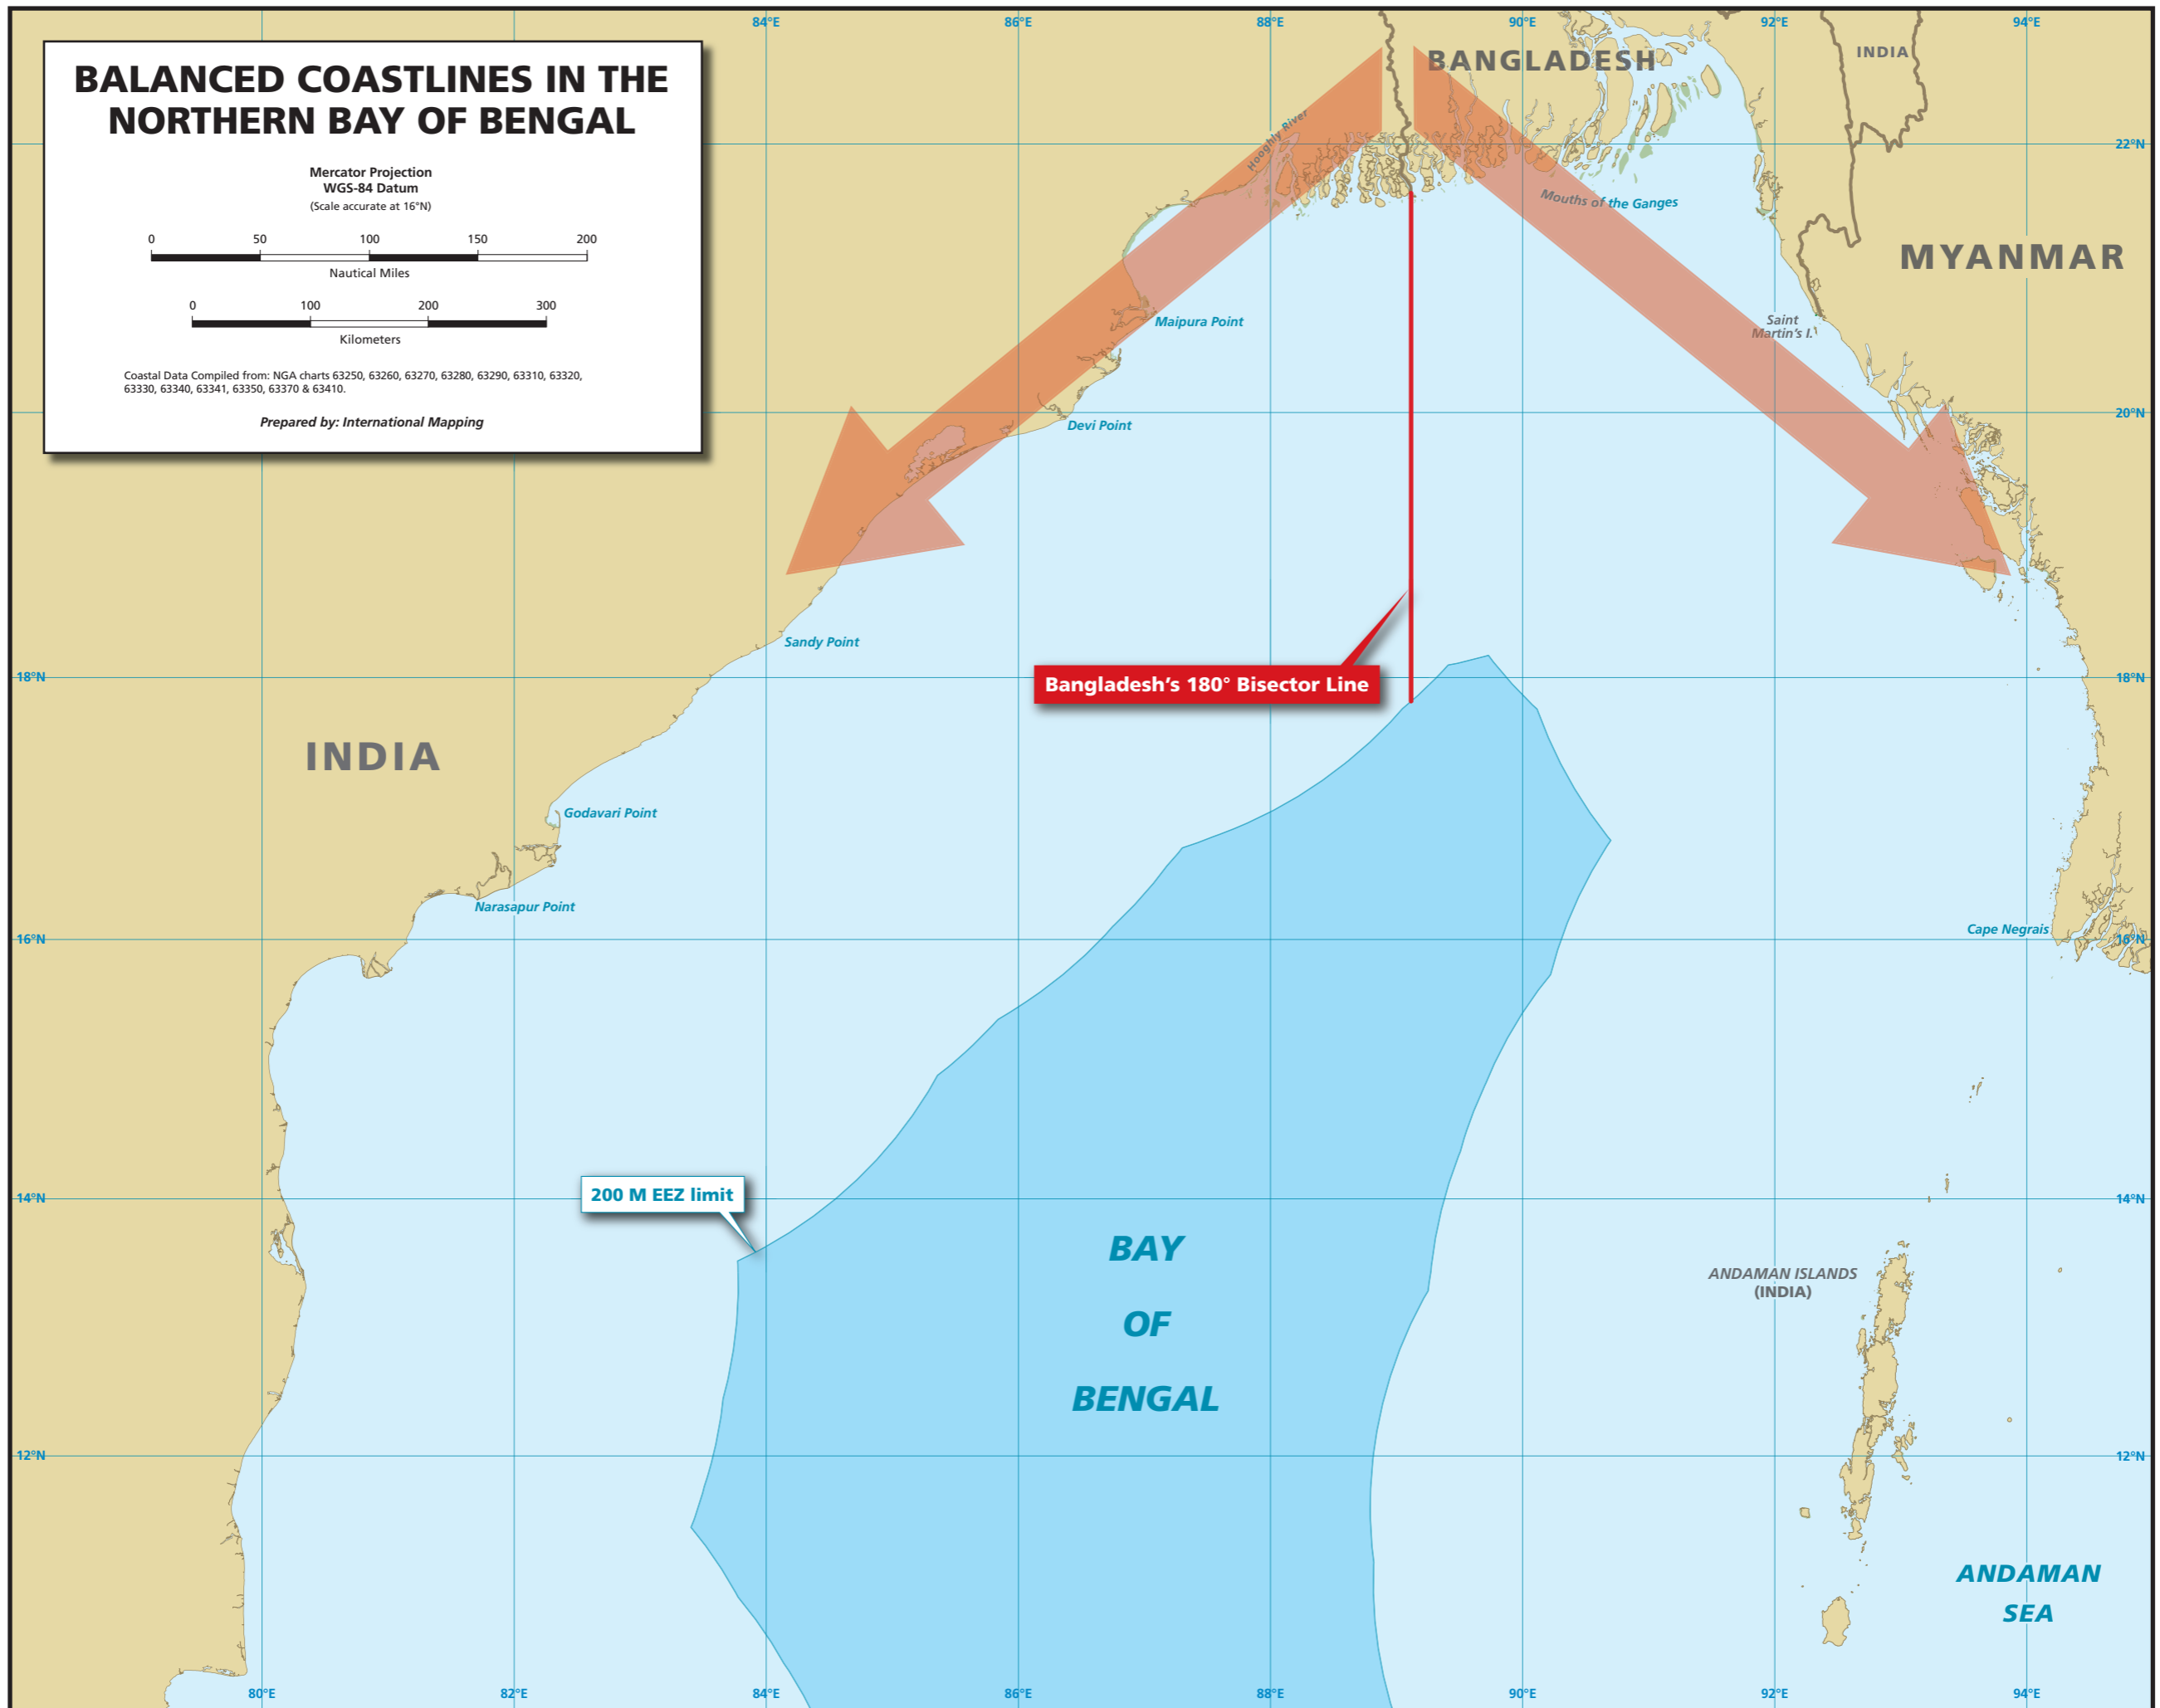 84°E
86°E
88°E
90°E
92°E
94°E
BALANCED COASTLINES IN THE
NORTHERN BAY OF BENGAL
Mercator Projection
WGS-84 Datum
(Scale accurate at 16°N)
0 50 100 150 200
Nautical Miles
0 100 200 300
Kilometers
Coastal Data Compiled from: NGA charts 63250, 63260, 63270, 63280, 63290, 63310, 63320,
63330, 63340, 63341, 63350, 63370 & 63410.
Prepared by: International Mapping
BANGLADESH
INDIA
Hooghly River
22°N
Mouths of the Ganges
MYANMAR
Maipura Point
Saint
Martin's I.
20°N
Devi Point
Sandy Point
18°N
Bangladesh's 180° Bisector Line
18°N
INDIA
Godavari Point
Narasapur Point
Cape Negrais
16°N
16°N
200 M EEZ limit
14°N
14°N
BAY
OF
BENGAL
ANDAMAN ISLANDS
(INDIA)
12°N
12°N
ANDAMAN
SEA
80°E
82°E
84°E
86°E
88°E
90°E
92°E
94°E